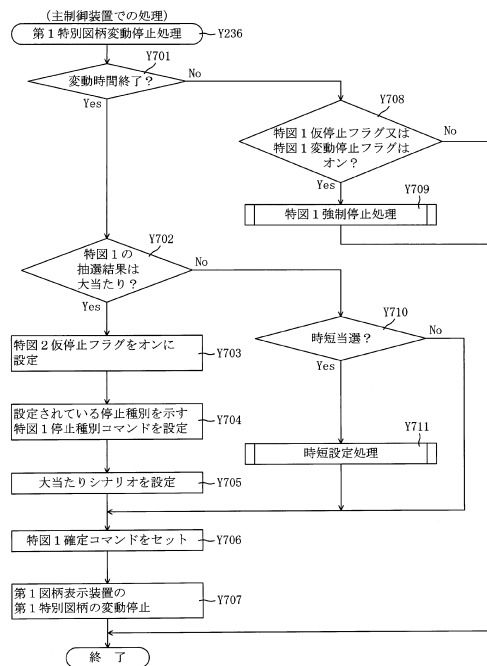 (主制御装置での処理)
第1特別図柄変動停止処理
Y236
Y701
変動時間終了?
No
Yes
Y708
特図1仮停止フラグ又は
特図1変動停止フラグは
オン?
No
Yes
Y709
特図1強制停止処理
Y702
特図1の
抽選結果は
大当たり?
No
Yes
Y710
時短当選?
No
Yes
特図2仮停止フラグをオンに
設定
Y703
設定されている停止種別を示す
特図1停止種別コマンドを設定
Y704
Y711
時短設定処理
大当たりシナリオを設定
Y705
特図1確定コマンドをセット
Y706
第1図柄表示装置の
第1特別図柄の変動停止
Y707
終 了